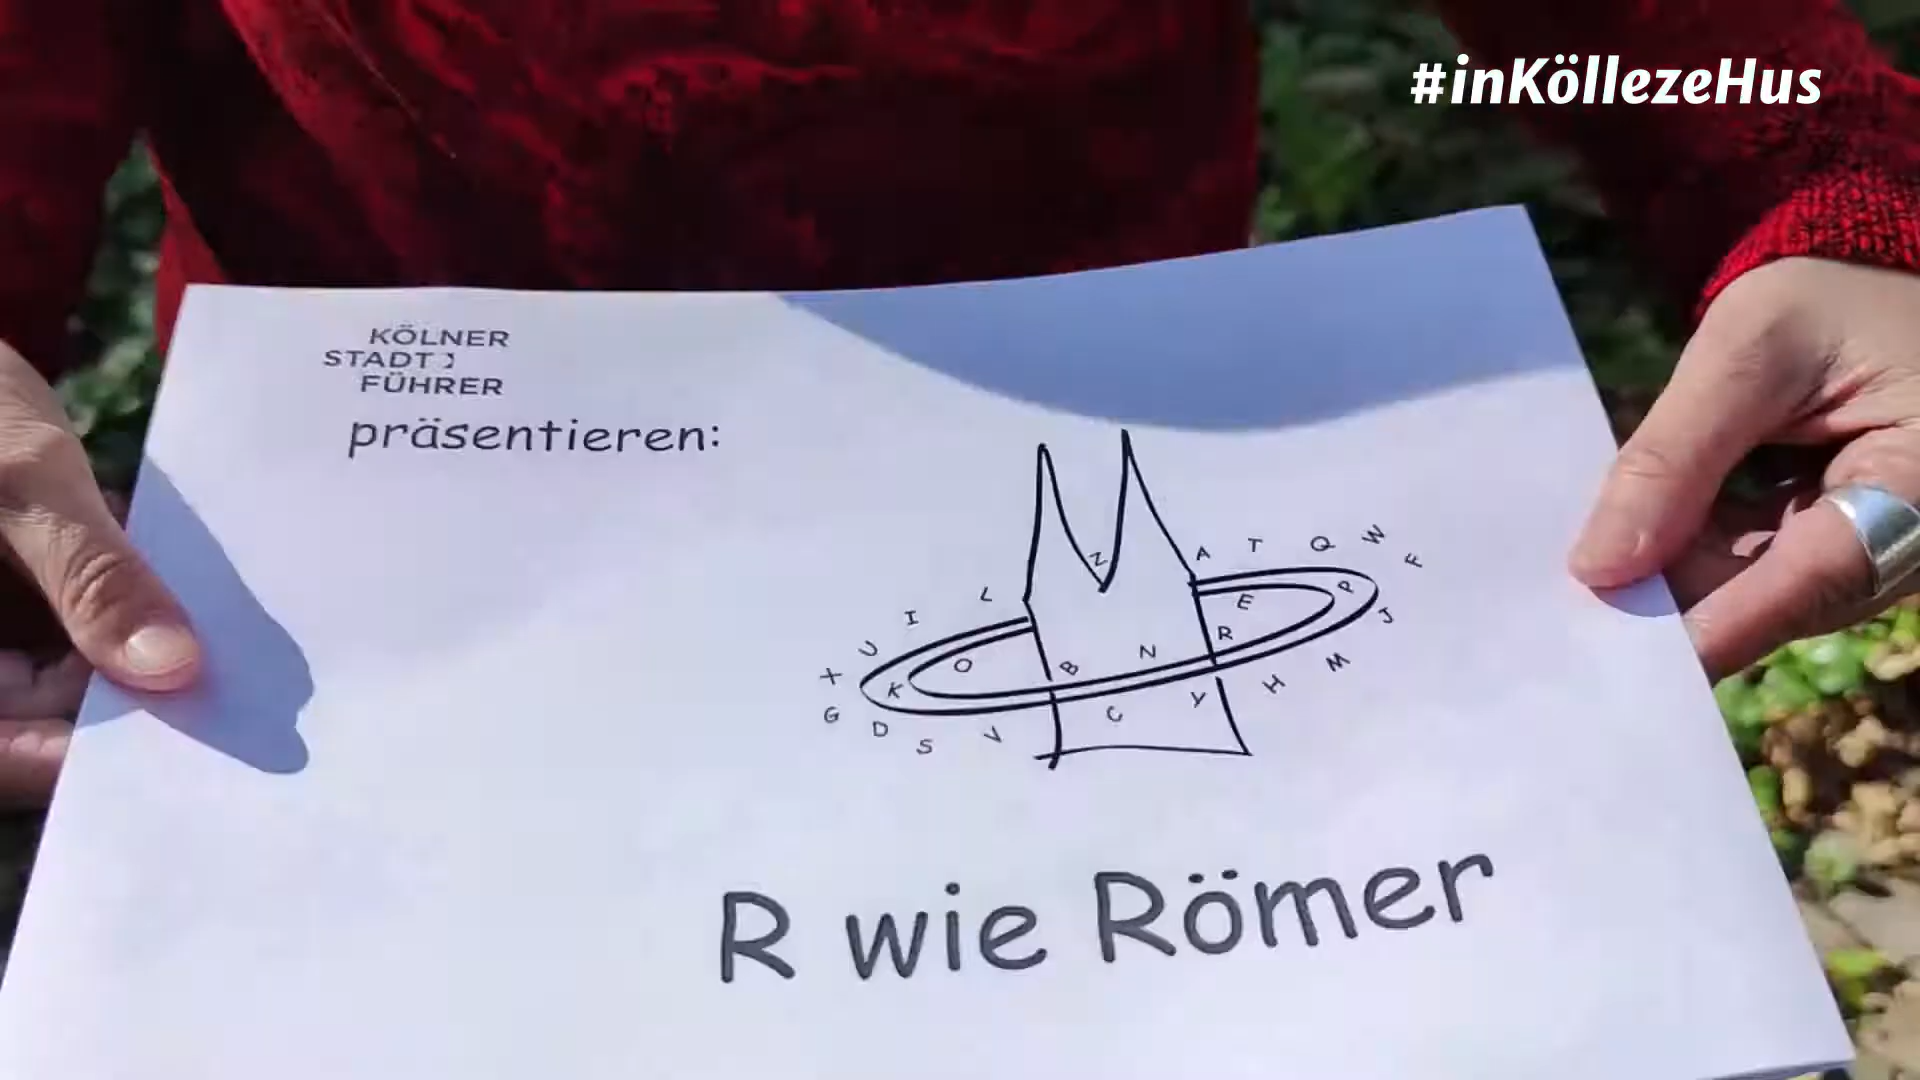 #inKöllezeHus
KÖLNER
STADT
FÜHRER
präsentieren:
Z A T Q W F
L E P J
I R M
U O B N H
X K Y
G D S V C
R wie Römer